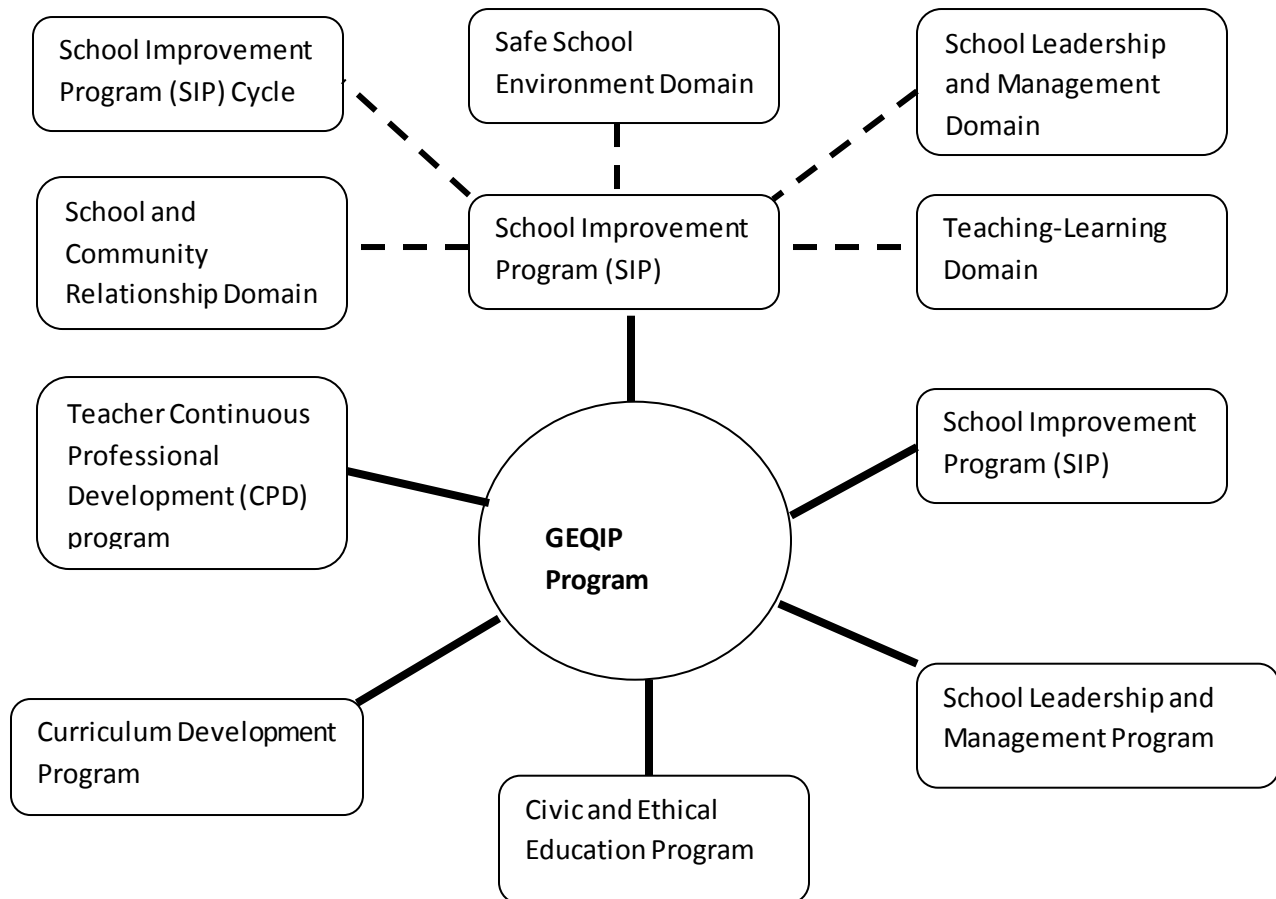 School Improvement
Program (SIP) Cycle
Safe School
Environment Domain
School Leadership
and Management
Domain
School and
Community
Relationship Domain
School Improvement
Program (SIP)
Teaching-Learning
Domain
Teacher Continuous
Professional
Development (CPD)
program
School Improvement
Program (SIP)
GEQIP
Program
School Leadership and
Management Program
Curriculum Development
Program
Civic and Ethical
Education Program